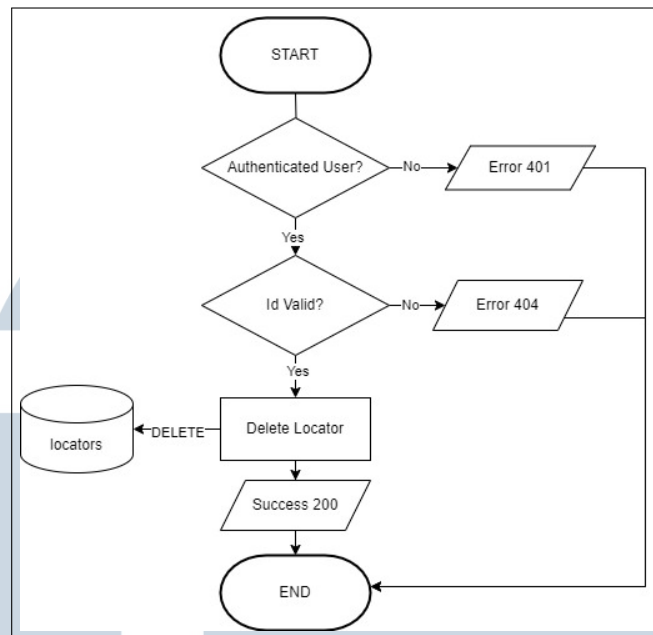 START
Authenticated User?
No
Error 401
Yes
Id Valid?
No
Error 404
Yes
locators
DELETE
Delete Locator
Success 200
END